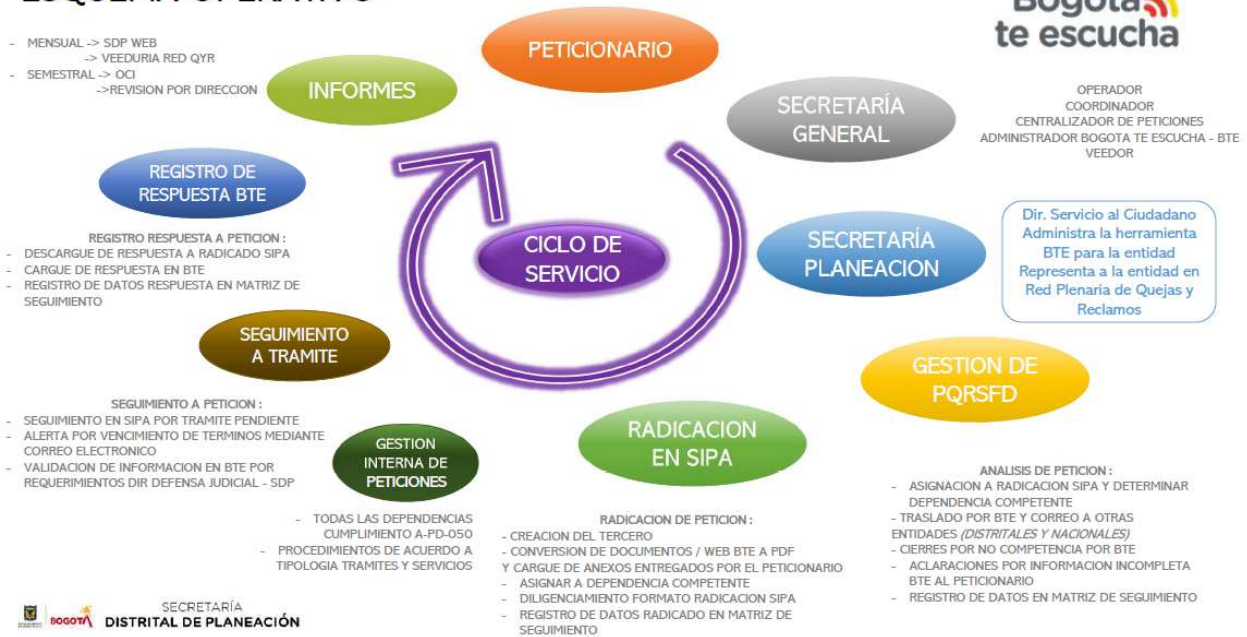 ESQUEMA OPERATIVO
Bogotá
te escucha
- MENSUAL -> SDP WEB
-> VEEDURIA RED QYR
- SEMESTRAL -> OCI
->REVISION POR DIRECCION
INFORMES
PETICIONARIO
SECRETARÍA
GENERAL
OPERADOR
COORDINADOR
CENTRALIZADOR DE PETICIONES
ADMINISTRADOR BOGOTA TE ESCUCHA - BTE
VEEDOR
REGISTRO DE
RESPUESTA BTE
REGISTRO RESPUESTA A PETICION :
- DESCARGUE DE RESPUESTA A RADICADO SIPA
- CARGUE DE RESPUESTA EN BTE
- REGISTRO DE DATOS RESPUESTA EN MATRIZ DE
SEGUIMIENTO
CICLO DE
SERVICIO
SECRETARÍA
PLANEACION
Dir. Servicio al Ciudadano
Administra la herramienta
BTE para la entidad
Representa a la entidad en
Red Plenaria de Quejas y
Reclamos
SEGUIMIENTO
A TRAMITE
SEGUIMIENTO A PETICION :
- SEGUIMIENTO EN SIPA POR TRAMITE PENDIENTE
- ALERTA POR VENCIMIENTO DE TERMINOS MEDIANTE
CORREO ELECTRONICO
- VALIDACION DE INFORMACION EN BTE POR
REQUERIMIENTOS DIR DEFENSA JUDICIAL - SDP
GESTION
INTERNA DE
PETICIONES
- TODAS LAS DEPENDENCIAS
CUMPLIMIENTO A-PD-050
- PROCEDIMIENTOS DE ACUERDO A
TIPOLOGIA TRAMITES Y SERVICIOS
RADICACION
EN SIPA
RADICACION DE PETICION :
- CREACION DEL TERCERO
- CONVERSION DE DOCUMENTOS / WEB BTE A PDF
Y CARGUE DE ANEXOS ENTREGADOS POR EL PETICIONARIO
- ASIGNAR A DEPENDENCIA COMPETENTE
- DILIGENCIAMIENTO FORMATO RADICACION SIPA
- REGISTRO DE DATOS RADICADO EN MATRIZ DE
SEGUIMIENTO
GESTION DE
PQRSFD
ANALISIS DE PETICION :
- ASIGNACION A RADICACION SIPA Y DETERMINAR
DEPENDENCIA COMPETENTE
- TRASLADO POR BTE Y CORREO A OTRAS
ENTIDADES (DISTRITALES Y NACIONALES)
- CIERRES POR NO COMPETENCIA POR BTE
- ACLARACIONES POR INFORMACION INCOMPLETA
BTE AL PETICIONARIO
- REGISTRO DE DATOS EN MATRIZ DE SEGUIMIENTO
BOGOTÁ
SECRETARÍA
DISTRITAL DE PLANEACIÓN